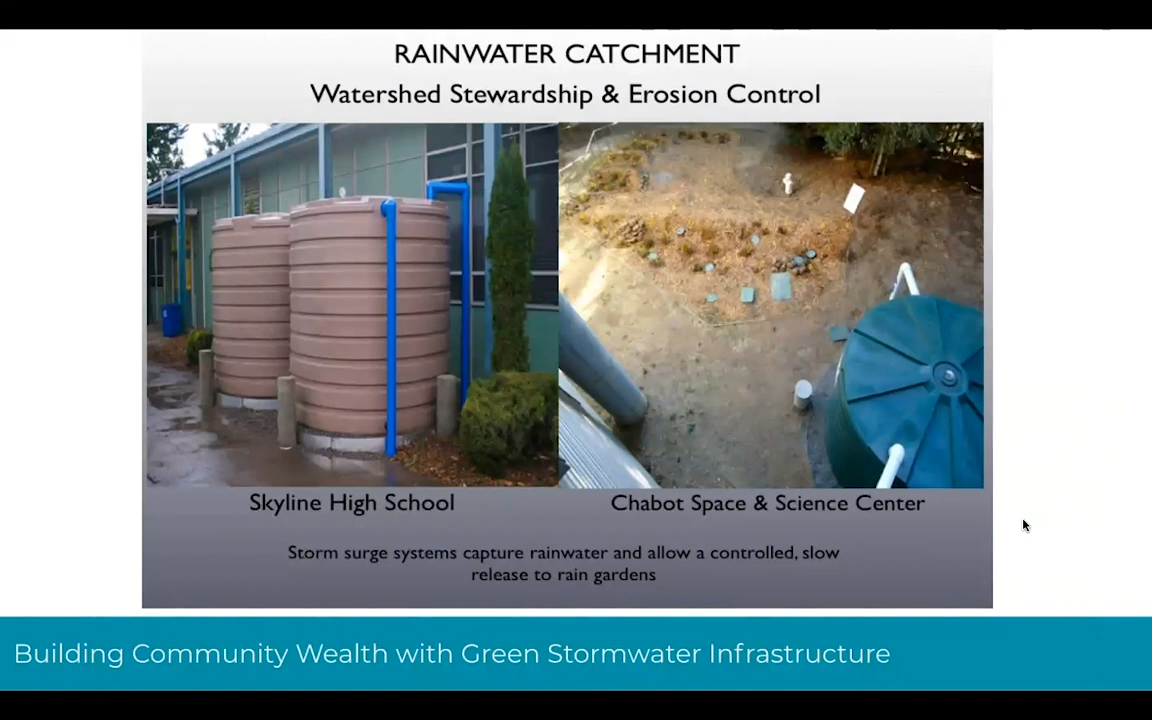 RAINWATER CATCHMENT
Watershed Stewardship & Erosion Control
Skyline High School
Chabot Space & Science Center
Storm surge systems capture rainwater and allow a controlled, slow
release to rain gardens
Building Community Wealth with Green Stormwater Infrastructure